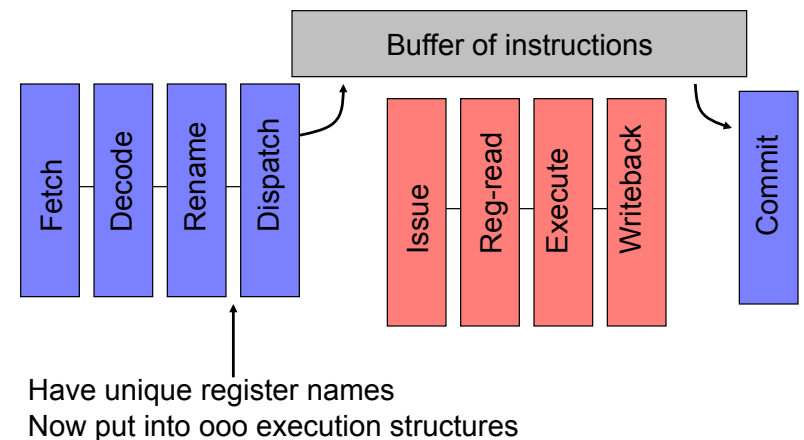 Buffer of instructions
Fetch
Decode
Rename
Dispatch
Issue
Reg-read
Execute
Writeback
Commit
Have unique register names
Now put into ooo execution structures